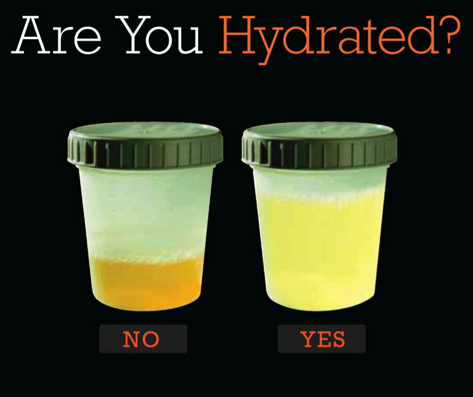 Are You Hydrated?
NO
YES